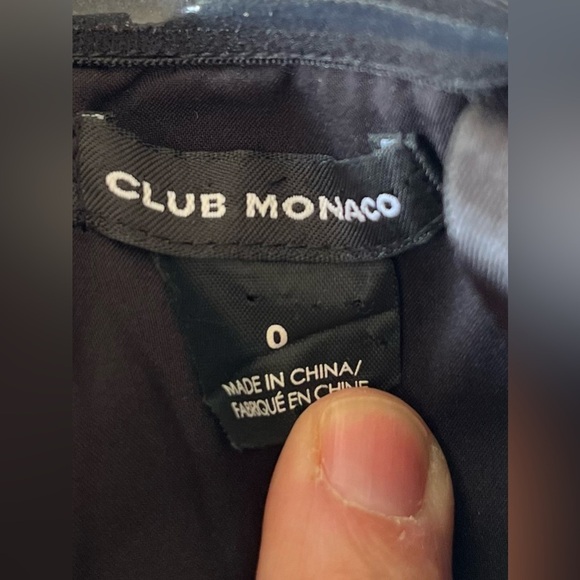 CLUB MONACO
0
MADE IN CHINA/
FABRIQUÉ EN CHINE